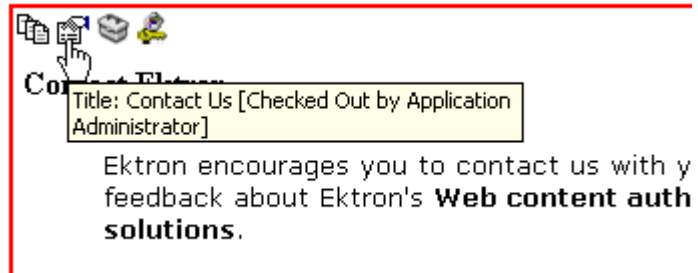 Title: Contact Us [Checked Out by Application
Administrator]
Ektron encourages you to contact us with y
feedback about Ektron's Web content auth
solutions.